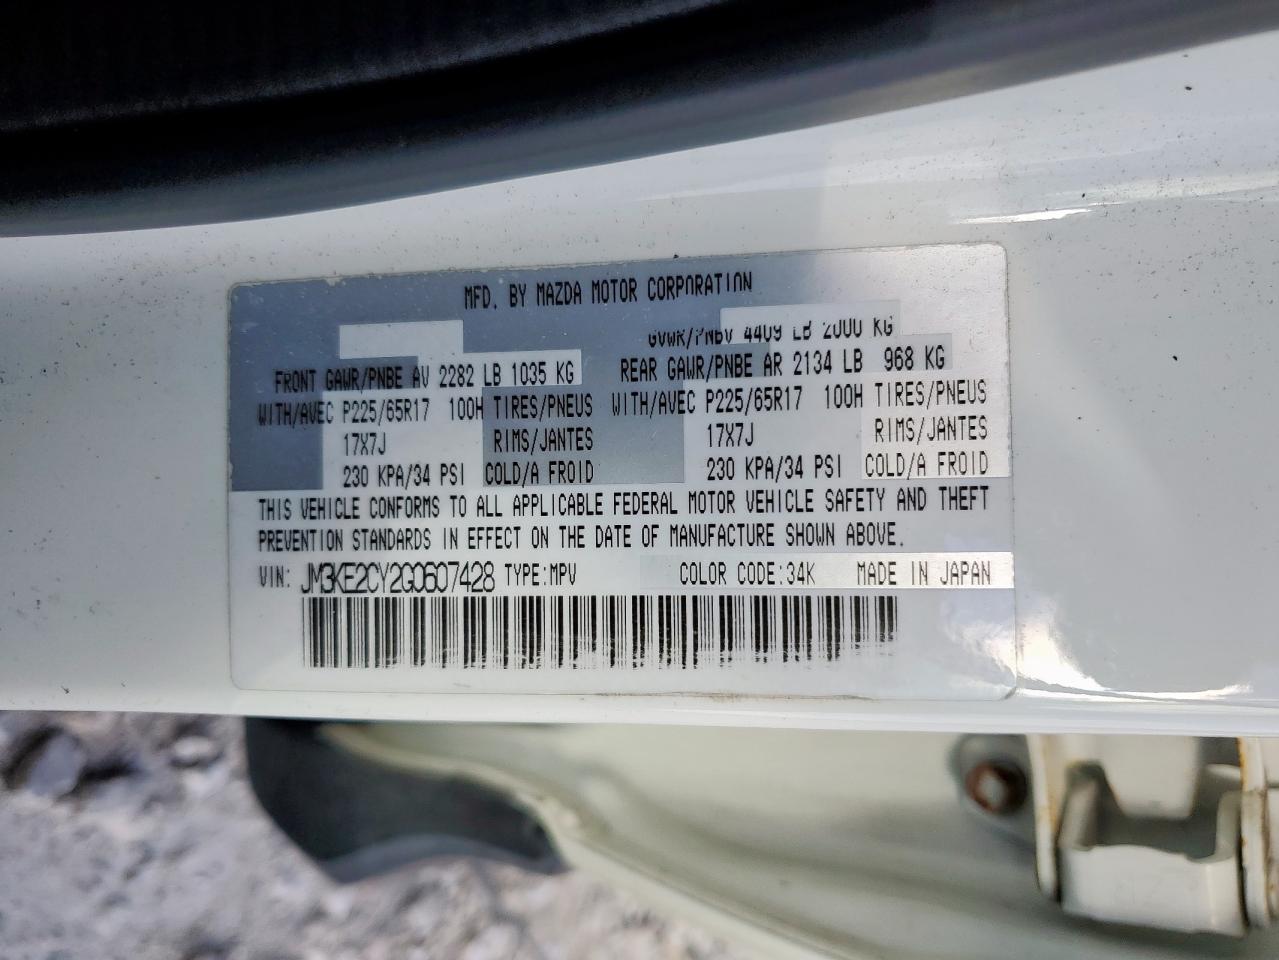 MFD. BY MAZDA MOTOR CORPORATION
GVWR/PNBV 4409 LB 2000 KG
FRONT GAWR/PNBE AV 2282 LB 1035 KG REAR GAWR/PNBE AR 2134 LB 968 KG
WITH/AVEC P225/65R17 100H TIRES/PNEUS WITH/AVEC P225/65R17 100H TIRES/PNEUS
17X7J RIMS/JANTES 17X7J RIMS/JANTES
230 KPA/34 PSI COLD/A FROID 230 KPA/34 PSI COLD/A FROID
THIS VEHICLE CONFORMS TO ALL APPLICABLE FEDERAL MOTOR VEHICLE SAFETY AND THEFT
PREVENTION STANDARDS IN EFFECT ON THE DATE OF MANUFACTURE SHOWN ABOVE.
VIN: JM3KE2CY2G0607428 TYPE:MPV COLOR CODE:34K MADE IN JAPAN